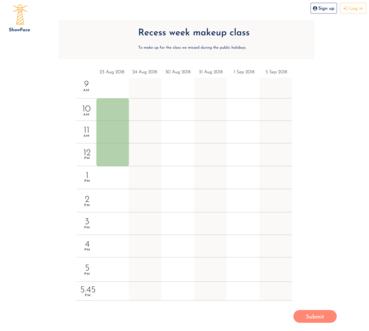 ShowFace
Sign up
Log in
Recess week makeup class
To make up for the class we missed during the public holidays.
23 Aug 2018 24 Aug 2018 30 Aug 2018 31 Aug 2018 1 Sep 2018 5 Sep 2018
9
AM
10
AM
11
AM
12
PM
1
PM
2
PM
3
PM
4
PM
5
PM
5.45
PM
Submit